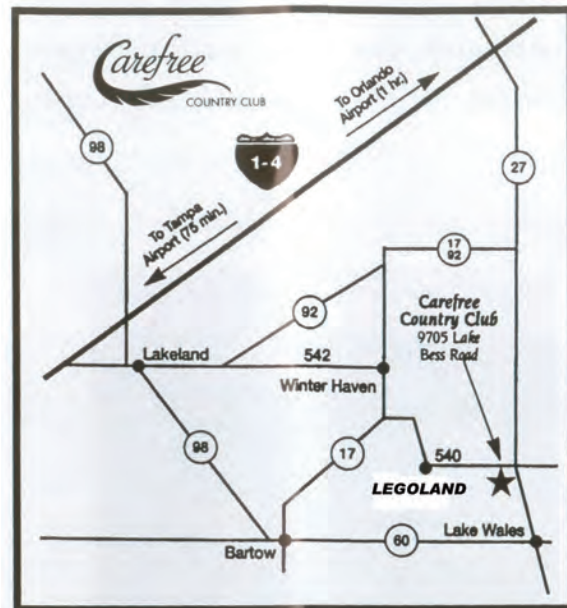 Carefree
COUNTRY CLUB
To Orlando
Airport (1 hr.)
98
1-4
27
To Tampa
Airport (75 min.)
17
92
92
Carefree
Country Club
9705 Lake
Bess Road
Lakeland
542
Winter Haven
98
17
540
LEGOLAND
Bartow
60
Lake Wales